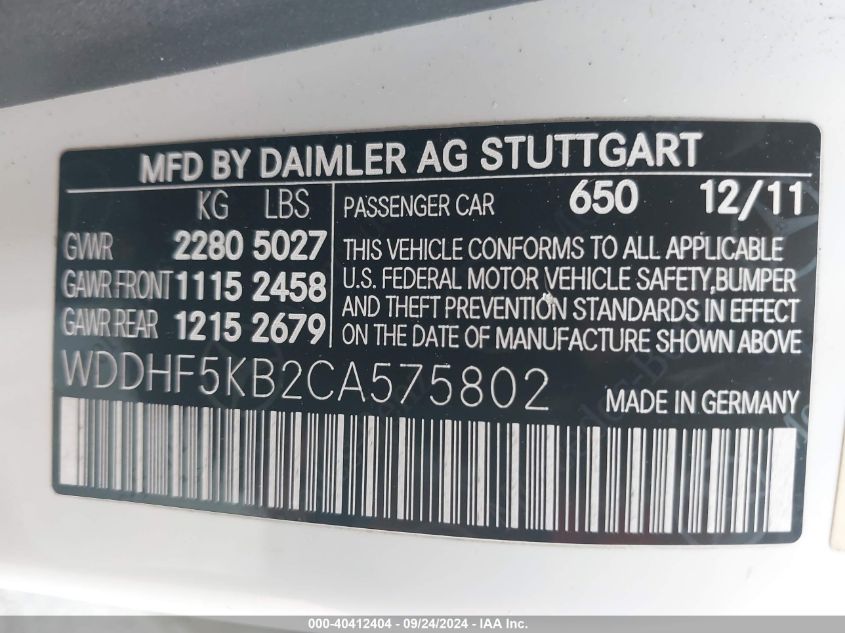 MFD BY DAIMLER AG STUTTGART
KG LBS
GVWR 2280 5027
GAWR FRONT 1115 2458
GAWR REAR 1215 2679
PASSENGER CAR 650 12/11
THIS VEHICLE CONFORMS TO ALL APPLICABLE
U.S. FEDERAL MOTOR VEHICLE SAFETY, BUMPER
AND THEFT PREVENTION STANDARDS IN EFFECT
ON THE DATE OF MANUFACTURE SHOWN ABOVE
WDDHF5KB2CA575802
MADE IN GERMANY
000-40412404 - 09/24/2024 - IAA Inc.